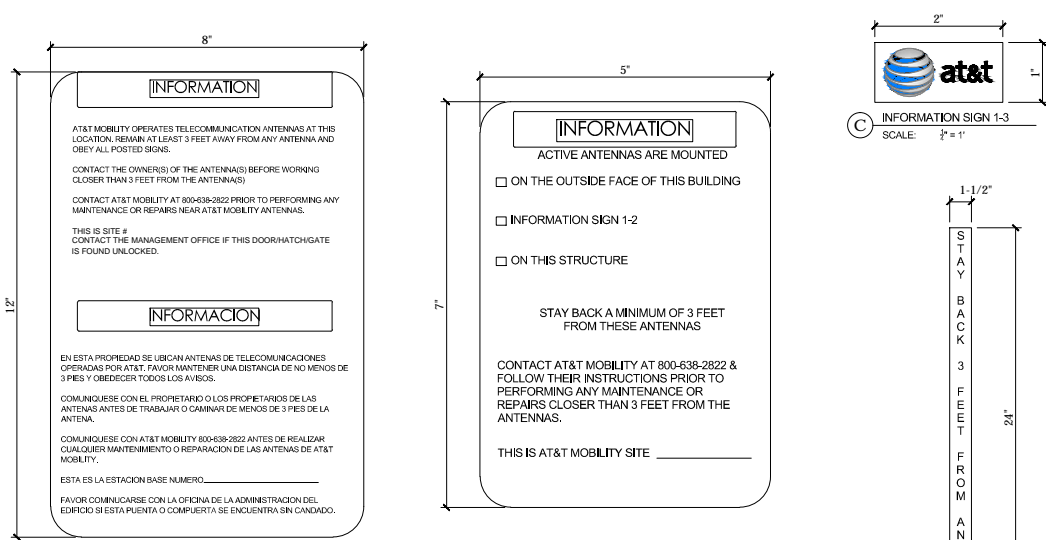 8"
12"
INFORMATION
AT&T MOBILITY OPERATES TELECOMMUNICATION ANTENNAS AT THIS
LOCATION. REMAIN AT LEAST 3 FEET AWAY FROM ANY ANTENNA AND
OBEY ALL POSTED SIGNS.
CONTACT THE OWNER(S) OF THE ANTENNA(S) BEFORE WORKING
CLOSER THAN 3 FEET FROM THE ANTENNA(S)
CONTACT AT&T MOBILITY AT 800-638-2822 PRIOR TO PERFORMING ANY
MAINTENANCE OR REPAIRS NEAR AT&T MOBILITY ANTENNAS.
THIS IS SITE #
CONTACT THE MANAGEMENT OFFICE IF THIS DOOR/HATCH/GATE
IS FOUND UNLOCKED.
INFORMACION
EN ESTA PROPIEDAD SE UBICAN ANTENAS DE TELECOMUNICACIONES
OPERADAS POR AT&T. FAVOR MANTENER UNA DISTANCIA DE NO MENOS DE
3 PIES Y OBEDECER TODOS LOS AVISOS.
COMUNIQUESE CON EL PROPIETARIO O LOS PROPIETARIOS DE LAS
ANTENAS ANTES DE TRABAJAR O CAMINAR DE MENOS DE 3 PIES DE LA
ANTENA.
COMUNIQUESE CON AT&T MOBILITY 800-638-2822 ANTES DE REALIZAR
CUALQUIER MANTENIMIENTO O REPARACION DE LAS ANTENAS DE AT&T
MOBILITY.
ESTA ES LA ESTACION BASE NUMERO
FAVOR COMINUCARSE CON LA OFICINA DE LA ADMINISTRACION DEL
EDIFICIO SI ESTA PUENTA O COMPUERTA SE ENCUENTRA SIN CANDADO.
5"
7"
INFORMATION
ACTIVE ANTENNAS ARE MOUNTED
ON THE OUTSIDE FACE OF THIS BUILDING
INFORMATION SIGN 1-2
ON THIS STRUCTURE
STAY BACK A MINIMUM OF 3 FEET
FROM THESE ANTENNAS
CONTACT AT&T MOBILITY AT 800-638-2822 &
FOLLOW THEIR INSTRUCTIONS PRIOR TO
PERFORMING ANY MAINTENANCE OR
REPAIRS CLOSER THAN 3 FEET FROM THE
ANTENNAS.
THIS IS AT&T MOBILITY SITE
2"
1"
at&t
C INFORMATION SIGN 1-3
SCALE: ½" = 1'
1-1/2"
24"
STAY BACK 3 FEET FROM AN